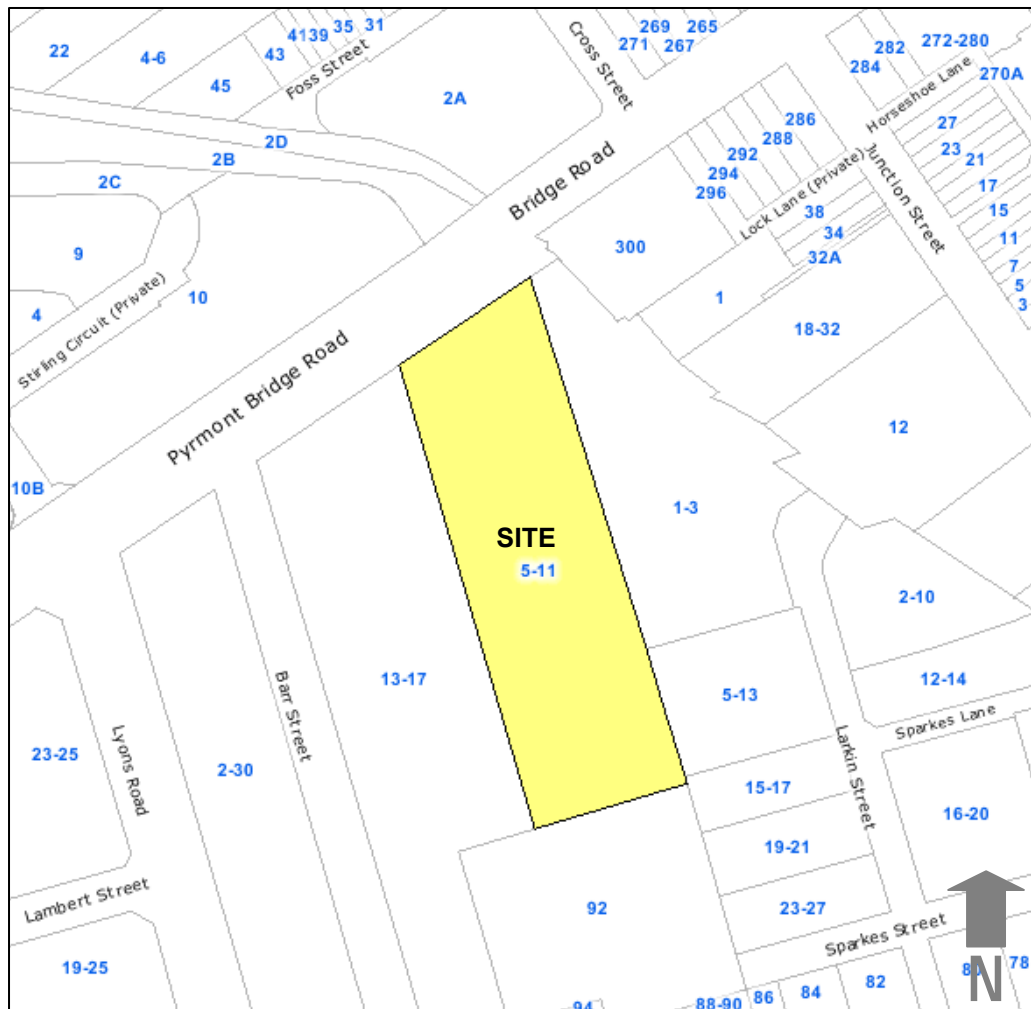 22
4-6
45
43
41
39
35
31
Foss Street
2A
Cross Street
271
269
267
265
284
282
272-280
Horseshoe Lane
270A
2D
2B
2C
9
4
10
Stirling Circuit (Private)
10B
Bridge Road
Pyrmont Bridge Road
286
288
292
294
296
300
Lock Lane (Private)
38
34
32A
Junction Street
27
23
21
17
15
11
7
5
3
1
18-32
12
1-3
SITE
5-11
2-10
12-14
Sparkes Lane
13-17
5-13
15-17
19-21
23-27
Larkin Street
16-20
Barr Street
2-30
Lyons Road
23-25
Lambert Street
19-25
92
Sparkes Street
94
88-90
86
84
82
80
78
N